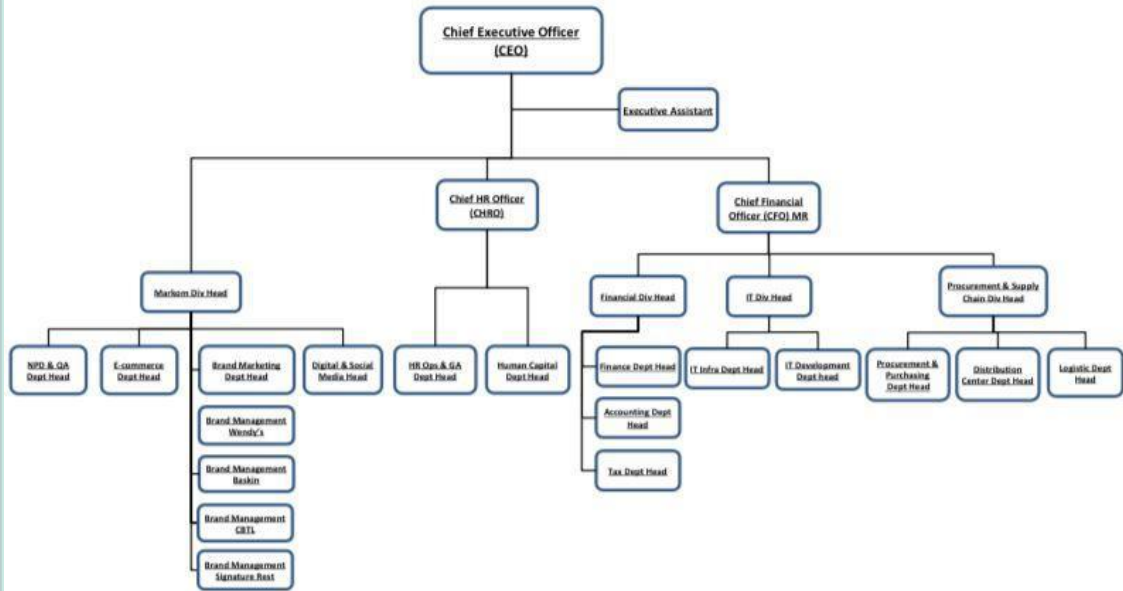 Chief Executive Officer
(CEO)
Executive Assistant
Chief HR Officer
(CHRO)
Chief Financial
Officer (CFO) MR
Markom Div Head
Financial Div Head
IT Div Head
Procurement & Supply
Chain Div Head
NPD & QA
Dept Head
E-commerce
Dept Head
Brand Marketing
Dept Head
Digital & Social
Media Head
HR Ops & GA
Dept Head
Human Capital
Dept Head
Finance Dept Head
IT Infra Dept Head
IT Development
Dept head
Procurement &
Purchasing
Dept Head
Distribution
Center Dept Head
Logistic Dept
Head
Brand Management
Wendy's
Accounting Dept
Head
Brand Management
Baskin
Tax Dept Head
Brand Management
CBTL
Brand Management
Signature Rest